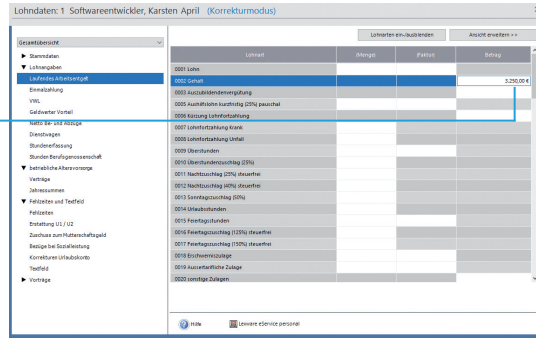 Lohndaten: 1 Softwareentwickler, Karsten April (Korrekturmodus)
Lohnarten ein-/ausblenden
Ansicht erweitern >>
Gesamtübersicht
Stammdaten
Lohnangaben
Laufendes Arbeitsentgelt
Einmalzahlung
VWL
Geldwerter Vorteil
Netto Be- und Abzüge
Dienstwagen
Stundenerfassung
Stunden Berufsgenossenschaft
betriebliche Altersvorsorge
Verträge
Jahressummen
Fehlzeiten und Textfeld
Fehlzeiten
Erstattung U1 / U2
Zuschuss zum Mutterschaftsgeld
Bezüge bei Sozialleistung
Korrekturen Urlaubskonto
Textfeld
Vorträge
Lohnart (Menge) (Faktor) Betrag
0001 Lohn
0002 Gehalt 5.250,00 €
0003 Auszubildendenvergütung
0005 Aushilfslohn kurzfristig (25%) pauschal
0006 Kürzung Lohnfortzahlung
0007 Lohnfortzahlung Krank
0008 Lohnfortzahlung Unfall
0009 Überstunden
0010 Überstundenzuschlag (25%)
0011 Nachtzuschlag (25%) steuerfrei
0012 Nachtzuschlag (40%) steuerfrei
0013 Sonntagszuschlag (50%)
0014 Urlaubsstunden
0015 Feiertagsstunden
0016 Feiertagszuschlag (125%) steuerfrei
0017 Feiertagszuschlag (150%) steuerfrei
0018 Erschwerniszulage
0019 Aussertarifliche Zulage
0020 sonstige Zulagen
Hilfe
Lexware eService personal